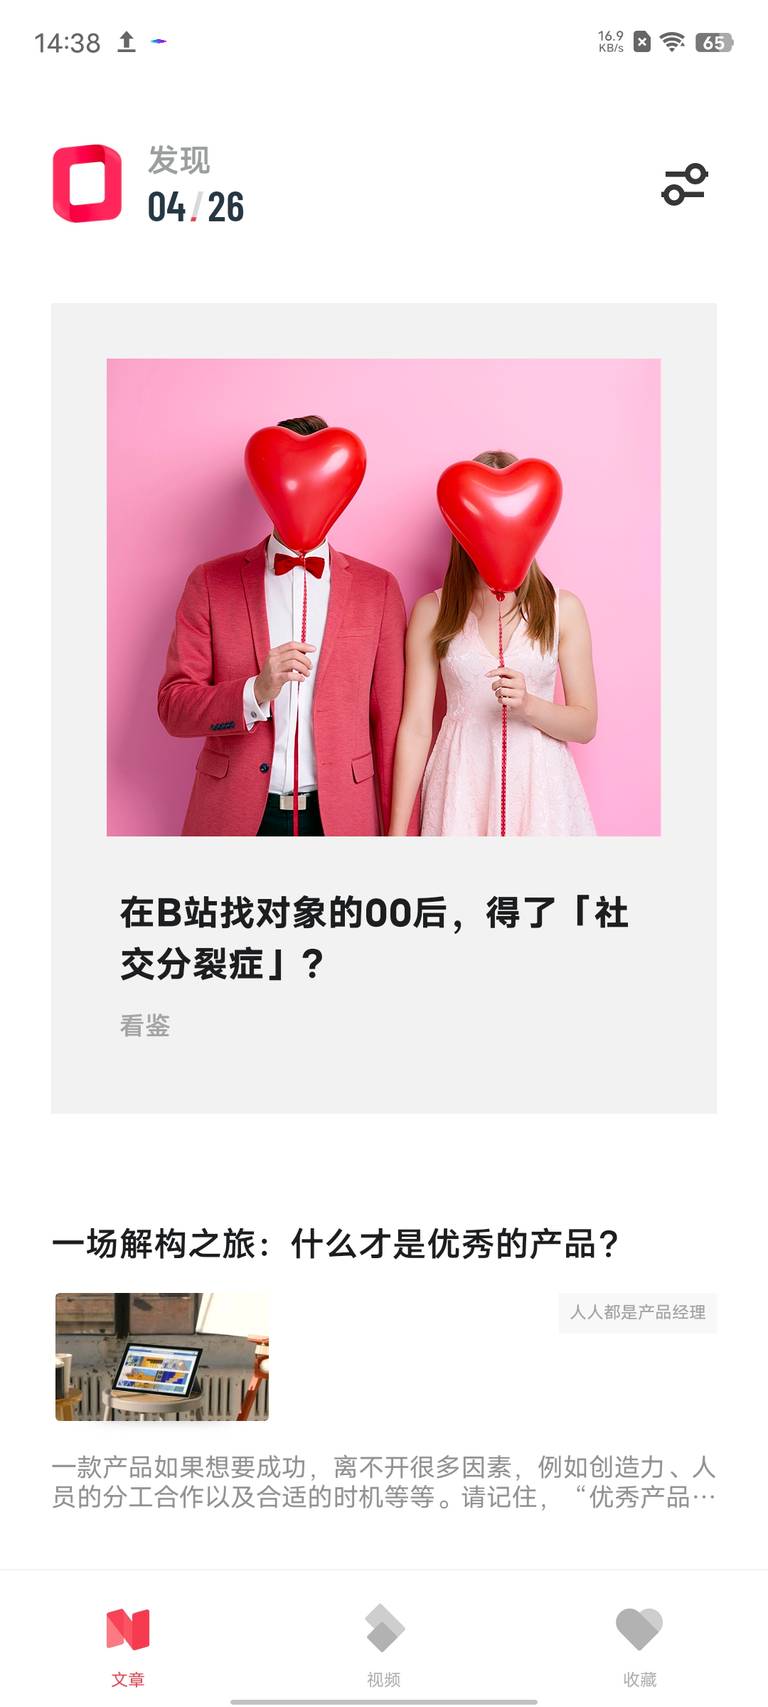 14:38
16.9
KB/s
65
发现
04/26
在B站找对象的00后，得了「社
交分裂症」?
看鉴
一场解构之旅：什么才是优秀的产品?
人人都是产品经理
一款产品如果想要成功，离不开很多因素，例如创造力、人
员的分工合作以及合适的时机等等。请记住，“优秀产品…
文章
视频
收藏